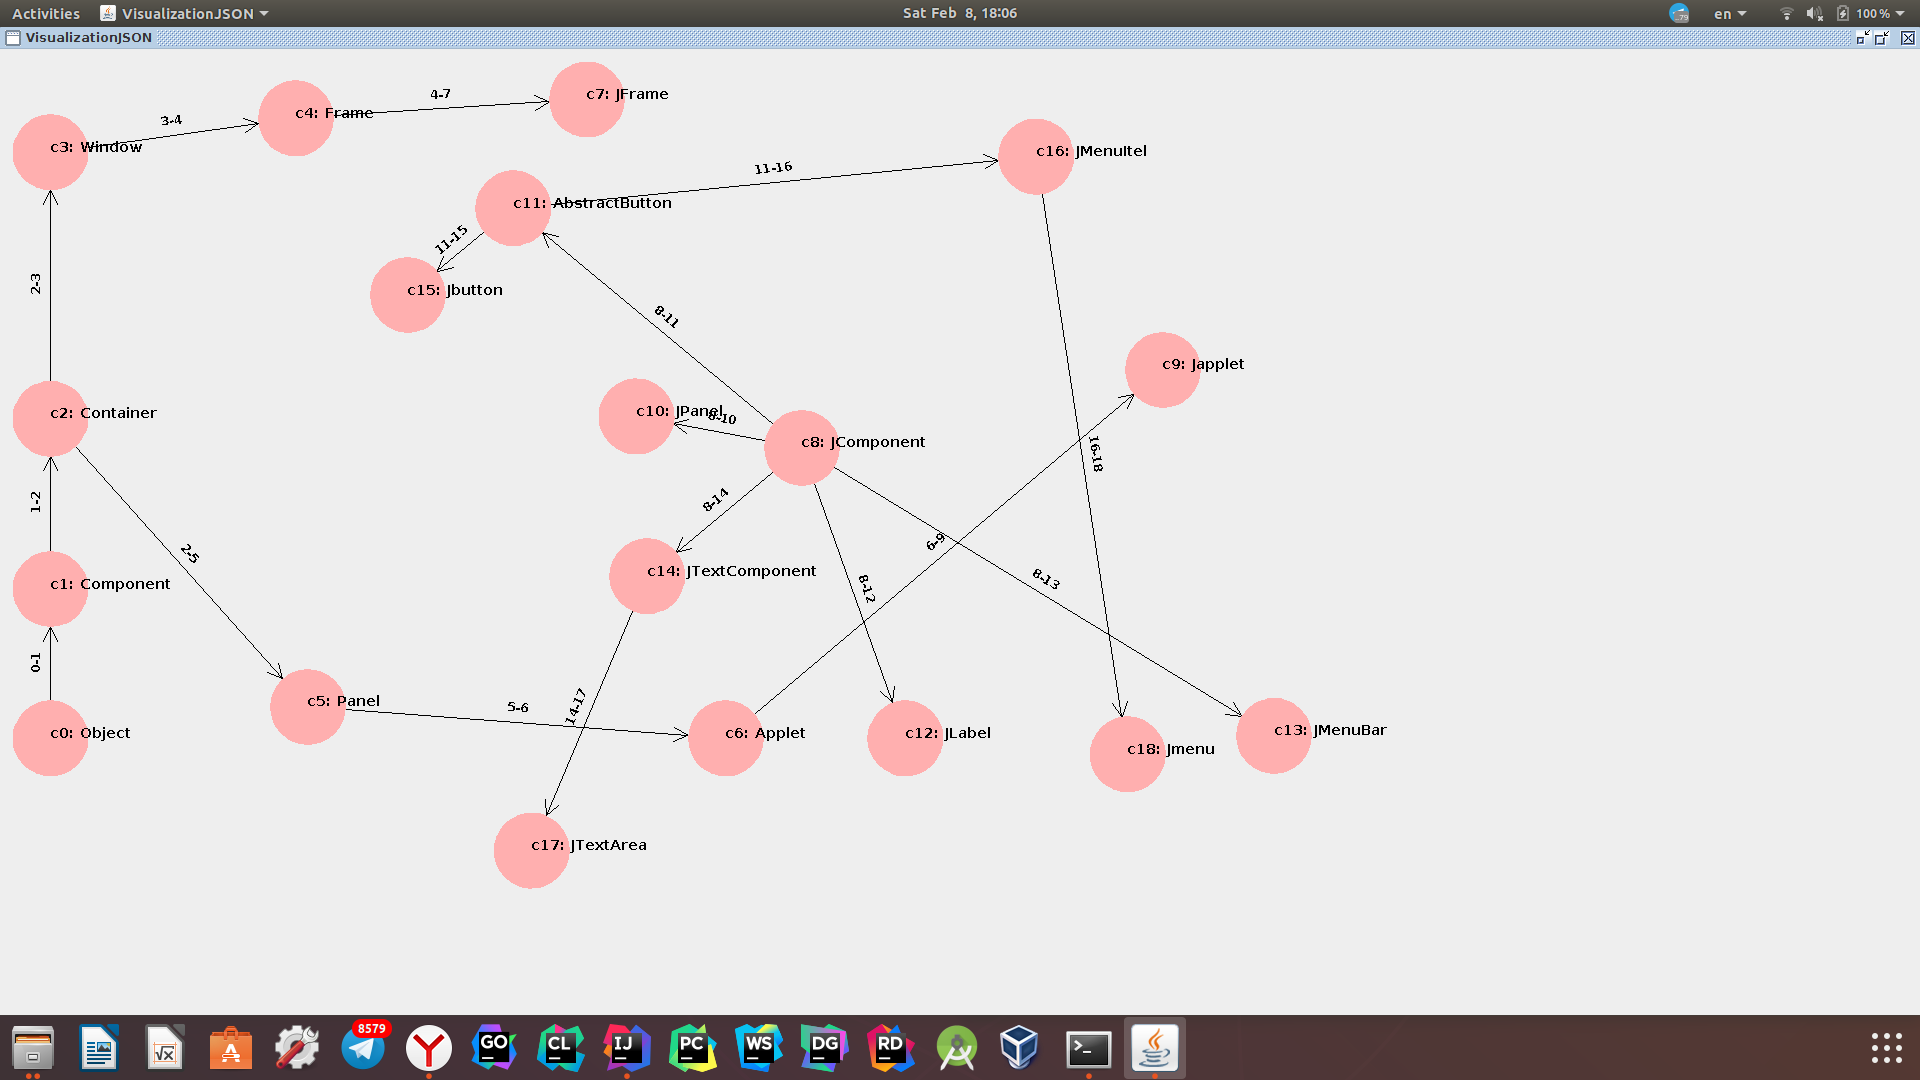 Activities VisualizationJSON Sat Feb 8, 18:06 79 en 100 %
VisualizationJSON
c7: JFrame
4-7
c4: Frame
3-4
c3: Window
c16: JMenuItel
11-16
c11: AbstractButton
11-15
2-3
c15: Jbutton
8-11
c9: Japplet
c10: JPanel
8-10
c2: Container
c8: JComponent
16-18
1-2
8-14
6-9
2-5
c14: JTextComponent
8-13
c1: Component
8-12
0-1
c5: Panel
5-6
14-17
c0: Object
c6: Applet
c12: JLabel
c13: JMenuBar
c18: Jmenu
c17: JTextArea
8579
GO CL IJ PC WS DG RD